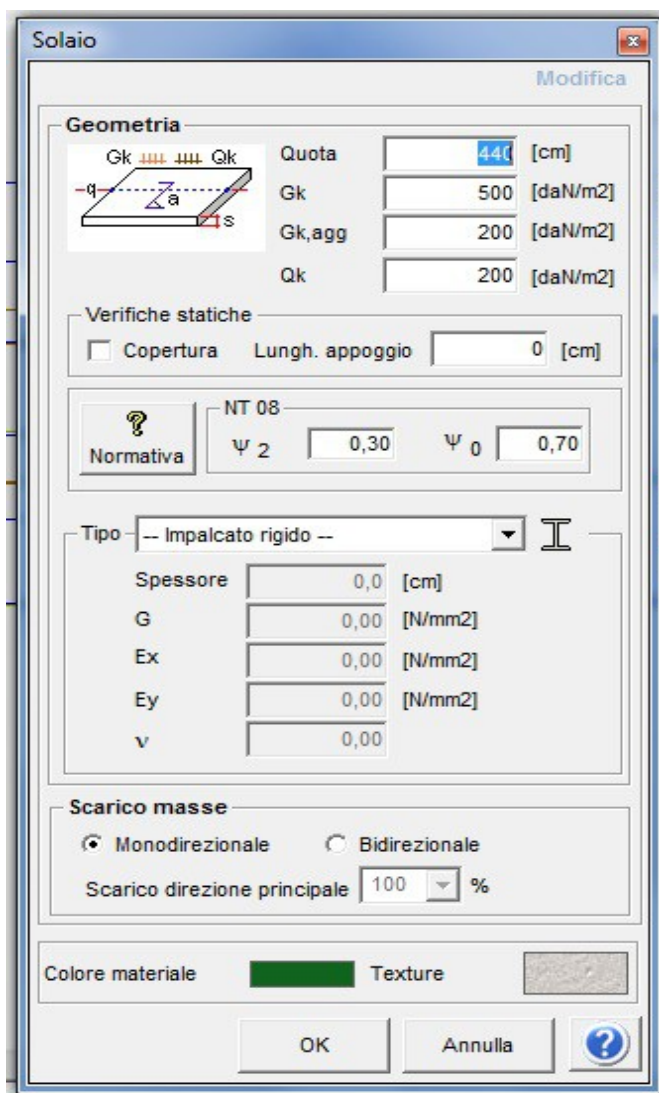 Solaio
Modifica
Geometria
Gk Qk
q
a
s
Quota 440 [cm]
Gk 500 [daN/m2]
Gk,agg 200 [daN/m2]
Qk 200 [daN/m2]
Verifiche statiche
Copertura Lungh. appoggio 0 [cm]
? Normativa
NT 08
Ψ 2 0,30 Ψ 0 0,70
Tipo -- Impalcato rigido --
Spessore 0,0 [cm]
G 0,00 [N/mm2]
Ex 0,00 [N/mm2]
Ey 0,00 [N/mm2]
ν 0,00
Scarico masse
Monodirezionale Bidirezionale
Scarico direzione principale 100 %
Colore materiale Texture
OK Annulla ?